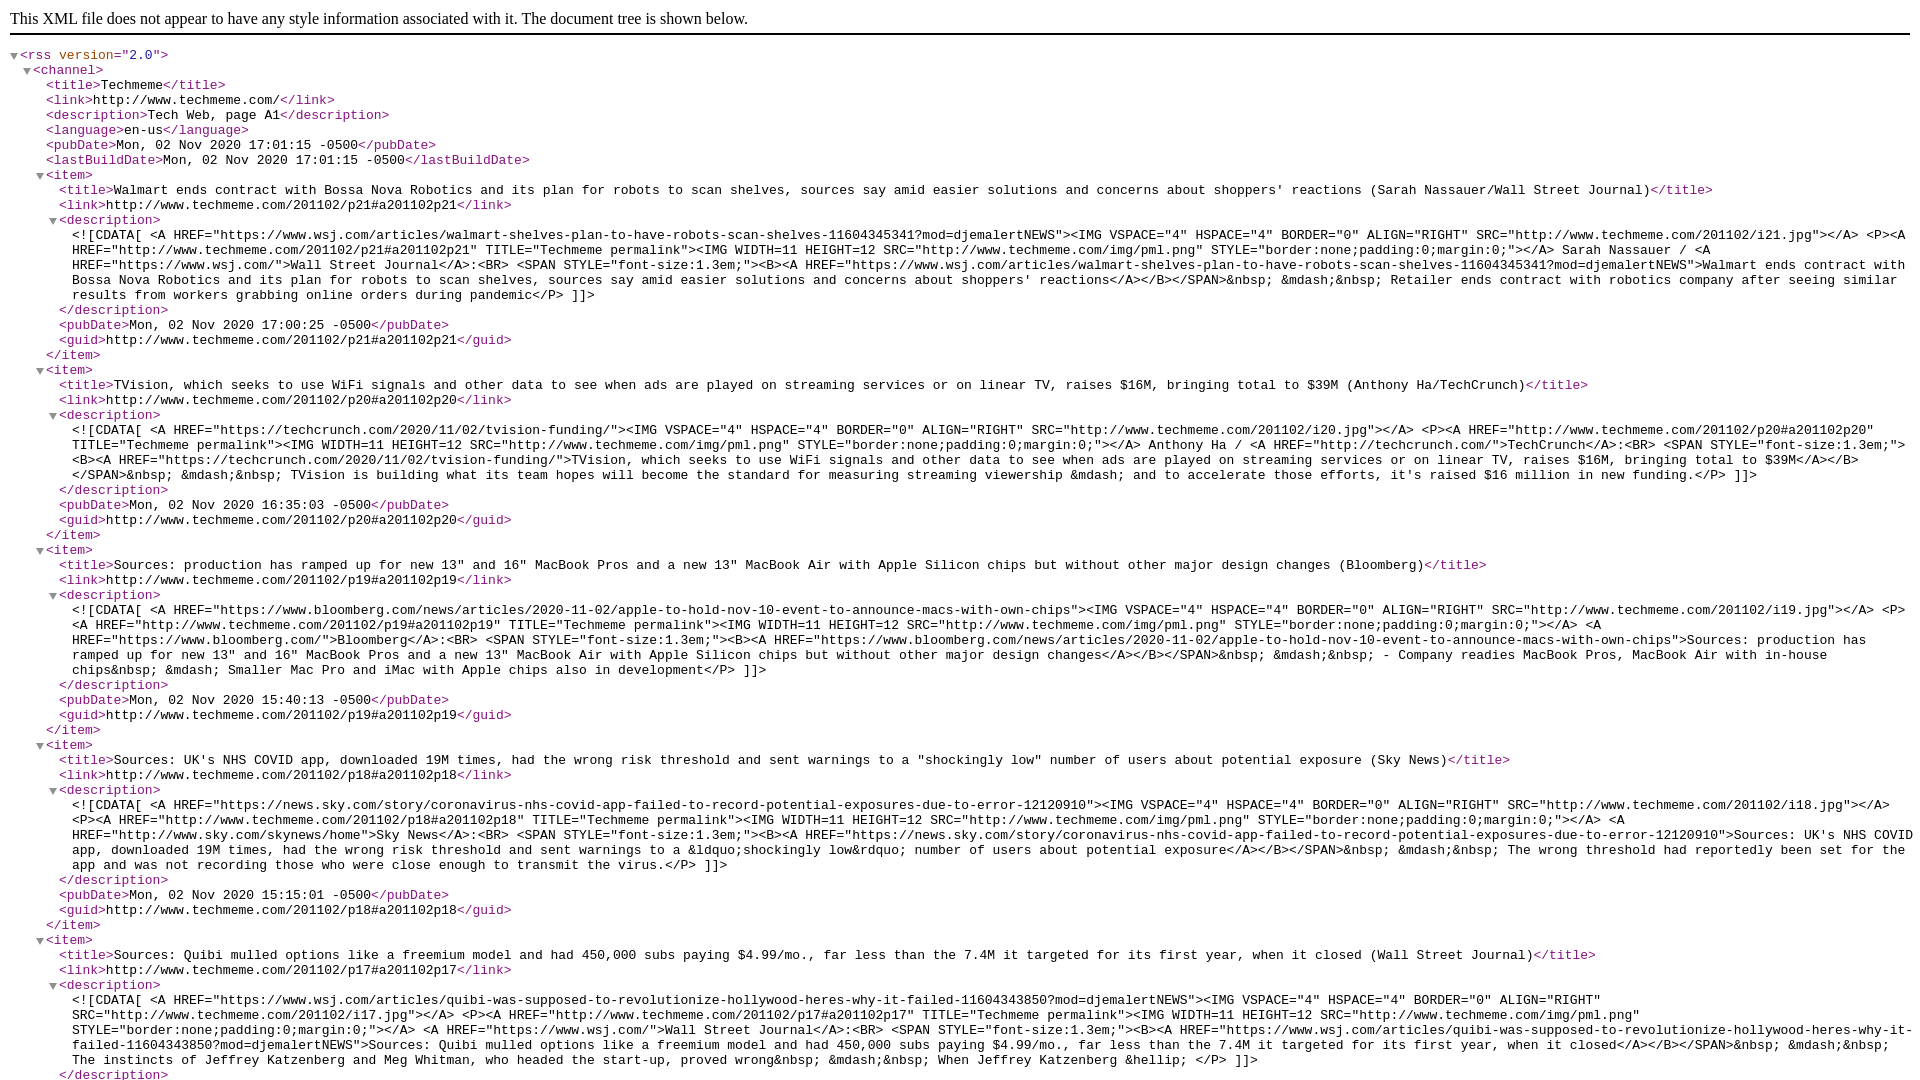 This XML file does not appear to have any style information associated with it. The document tree is shown below.
<rss version="2.0">
<channel>
<title>Techmeme</title>
<link>http://www.techmeme.com/</link>
<description>Tech Web, page A1</description>
<language>en-us</language>
<pubDate>Mon, 02 Nov 2020 17:01:15 -0500</pubDate>
<lastBuildDate>Mon, 02 Nov 2020 17:01:15 -0500</lastBuildDate>
<item>
<title>Walmart ends contract with Bossa Nova Robotics and its plan for robots to scan shelves, sources say amid easier solutions and concerns about shoppers' reactions (Sarah Nassauer/Wall Street Journal)</title>
<link>http://www.techmeme.com/201102/p21#a201102p21</link>
<description>
<![CDATA[ <A HREF="https://www.wsj.com/articles/walmart-shelves-plan-to-have-robots-scan-shelves-11604345341?mod=djemalertNEWS"><IMG VSPACE="4" HSPACE="4" BORDER="0" ALIGN="RIGHT" SRC="http://www.techmeme.com/201102/i21.jpg"></A> <P><A
HREF="http://www.techmeme.com/201102/p21#a201102p21" TITLE="Techmeme permalink"><IMG WIDTH=11 HEIGHT=12 SRC="http://www.techmeme.com/img/pml.png" STYLE="border:none;padding:0;margin:0;"></A> Sarah Nassauer / <A
HREF="https://www.wsj.com/">Wall Street Journal</A>:<BR> <SPAN STYLE="font-size:1.3em;"><B><A HREF="https://www.wsj.com/articles/walmart-shelves-plan-to-have-robots-scan-shelves-11604345341?mod=djemalertNEWS">Walmart ends contract with
Bossa Nova Robotics and its plan for robots to scan shelves, sources say amid easier solutions and concerns about shoppers' reactions</A></B></SPAN>&nbsp; &mdash;&nbsp; Retailer ends contract with robotics company after seeing similar
results from workers grabbing online orders during pandemic</P> ]]>
</description>
<pubDate>Mon, 02 Nov 2020 17:00:25 -0500</pubDate>
<guid>http://www.techmeme.com/201102/p21#a201102p21</guid>
</item>
<item>
<title>TVision, which seeks to use WiFi signals and other data to see when ads are played on streaming services or on linear TV, raises $16M, bringing total to $39M (Anthony Ha/TechCrunch)</title>
<link>http://www.techmeme.com/201102/p20#a201102p20</link>
<description>
<![CDATA[ <A HREF="https://techcrunch.com/2020/11/02/tvision-funding/"><IMG VSPACE="4" HSPACE="4" BORDER="0" ALIGN="RIGHT" SRC="http://www.techmeme.com/201102/i20.jpg"></A> <P><A HREF="http://www.techmeme.com/201102/p20#a201102p20"
TITLE="Techmeme permalink"><IMG WIDTH=11 HEIGHT=12 SRC="http://www.techmeme.com/img/pml.png" STYLE="border:none;padding:0;margin:0;"></A> Anthony Ha / <A HREF="http://techcrunch.com/">TechCrunch</A>:<BR> <SPAN STYLE="font-size:1.3em;">
<B><A HREF="https://techcrunch.com/2020/11/02/tvision-funding/">TVision, which seeks to use WiFi signals and other data to see when ads are played on streaming services or on linear TV, raises $16M, bringing total to $39M</A></B>
</SPAN>&nbsp; &mdash;&nbsp; TVision is building what its team hopes will become the standard for measuring streaming viewership &mdash; and to accelerate those efforts, it's raised $16 million in new funding.</P> ]]>
</description>
<pubDate>Mon, 02 Nov 2020 16:35:03 -0500</pubDate>
<guid>http://www.techmeme.com/201102/p20#a201102p20</guid>
</item>
<item>
<title>Sources: production has ramped up for new 13" and 16" MacBook Pros and a new 13" MacBook Air with Apple Silicon chips but without other major design changes (Bloomberg)</title>
<link>http://www.techmeme.com/201102/p19#a201102p19</link>
<description>
<![CDATA[ <A HREF="https://www.bloomberg.com/news/articles/2020-11-02/apple-to-hold-nov-10-event-to-announce-macs-with-own-chips"><IMG VSPACE="4" HSPACE="4" BORDER="0" ALIGN="RIGHT" SRC="http://www.techmeme.com/201102/i19.jpg"></A> <P>
<A HREF="http://www.techmeme.com/201102/p19#a201102p19" TITLE="Techmeme permalink"><IMG WIDTH=11 HEIGHT=12 SRC="http://www.techmeme.com/img/pml.png" STYLE="border:none;padding:0;margin:0;"></A> <A
HREF="https://www.bloomberg.com/">Bloomberg</A>:<BR> <SPAN STYLE="font-size:1.3em;"><B><A HREF="https://www.bloomberg.com/news/articles/2020-11-02/apple-to-hold-nov-10-event-to-announce-macs-with-own-chips">Sources: production has
ramped up for new 13" and 16" MacBook Pros and a new 13" MacBook Air with Apple Silicon chips but without other major design changes</A></B></SPAN>&nbsp; &mdash;&nbsp; - Company readies MacBook Pros, MacBook Air with in-house
chips&nbsp; &mdash; Smaller Mac Pro and iMac with Apple chips also in development</P> ]]>
</description>
<pubDate>Mon, 02 Nov 2020 15:40:13 -0500</pubDate>
<guid>http://www.techmeme.com/201102/p19#a201102p19</guid>
</item>
<item>
<title>Sources: UK's NHS COVID app, downloaded 19M times, had the wrong risk threshold and sent warnings to a "shockingly low" number of users about potential exposure (Sky News)</title>
<link>http://www.techmeme.com/201102/p18#a201102p18</link>
<description>
<![CDATA[ <A HREF="https://news.sky.com/story/coronavirus-nhs-covid-app-failed-to-record-potential-exposures-due-to-error-12120910"><IMG VSPACE="4" HSPACE="4" BORDER="0" ALIGN="RIGHT" SRC="http://www.techmeme.com/201102/i18.jpg"></A>
<P><A HREF="http://www.techmeme.com/201102/p18#a201102p18" TITLE="Techmeme permalink"><IMG WIDTH=11 HEIGHT=12 SRC="http://www.techmeme.com/img/pml.png" STYLE="border:none;padding:0;margin:0;"></A> <A
HREF="http://www.sky.com/skynews/home">Sky News</A>:<BR> <SPAN STYLE="font-size:1.3em;"><B><A HREF="https://news.sky.com/story/coronavirus-nhs-covid-app-failed-to-record-potential-exposures-due-to-error-12120910">Sources: UK's NHS COVID
app, downloaded 19M times, had the wrong risk threshold and sent warnings to a &ldquo;shockingly low&rdquo; number of users about potential exposure</A></B></SPAN>&nbsp; &mdash;&nbsp; The wrong threshold had reportedly been set for the
app and was not recording those who were close enough to transmit the virus.</P> ]]>
</description>
<pubDate>Mon, 02 Nov 2020 15:15:01 -0500</pubDate>
<guid>http://www.techmeme.com/201102/p18#a201102p18</guid>
</item>
<item>
<title>Sources: Quibi mulled options like a freemium model and had 450,000 subs paying $4.99/mo., far less than the 7.4M it targeted for its first year, when it closed (Wall Street Journal)</title>
<link>http://www.techmeme.com/201102/p17#a201102p17</link>
<description>
<![CDATA[ <A HREF="https://www.wsj.com/articles/quibi-was-supposed-to-revolutionize-hollywood-heres-why-it-failed-11604343850?mod=djemalertNEWS"><IMG VSPACE="4" HSPACE="4" BORDER="0" ALIGN="RIGHT"
SRC="http://www.techmeme.com/201102/i17.jpg"></A> <P><A HREF="http://www.techmeme.com/201102/p17#a201102p17" TITLE="Techmeme permalink"><IMG WIDTH=11 HEIGHT=12 SRC="http://www.techmeme.com/img/pml.png"
STYLE="border:none;padding:0;margin:0;"></A> <A HREF="https://www.wsj.com/">Wall Street Journal</A>:<BR> <SPAN STYLE="font-size:1.3em;"><B><A HREF="https://www.wsj.com/articles/quibi-was-supposed-to-revolutionize-hollywood-heres-why-it-
failed-11604343850?mod=djemalertNEWS">Sources: Quibi mulled options like a freemium model and had 450,000 subs paying $4.99/mo., far less than the 7.4M it targeted for its first year, when it closed</A></B></SPAN>&nbsp; &mdash;&nbsp;
The instincts of Jeffrey Katzenberg and Meg Whitman, who headed the start-up, proved wrong&nbsp; &mdash;&nbsp; When Jeffrey Katzenberg &hellip; </P> ]]>
</description>